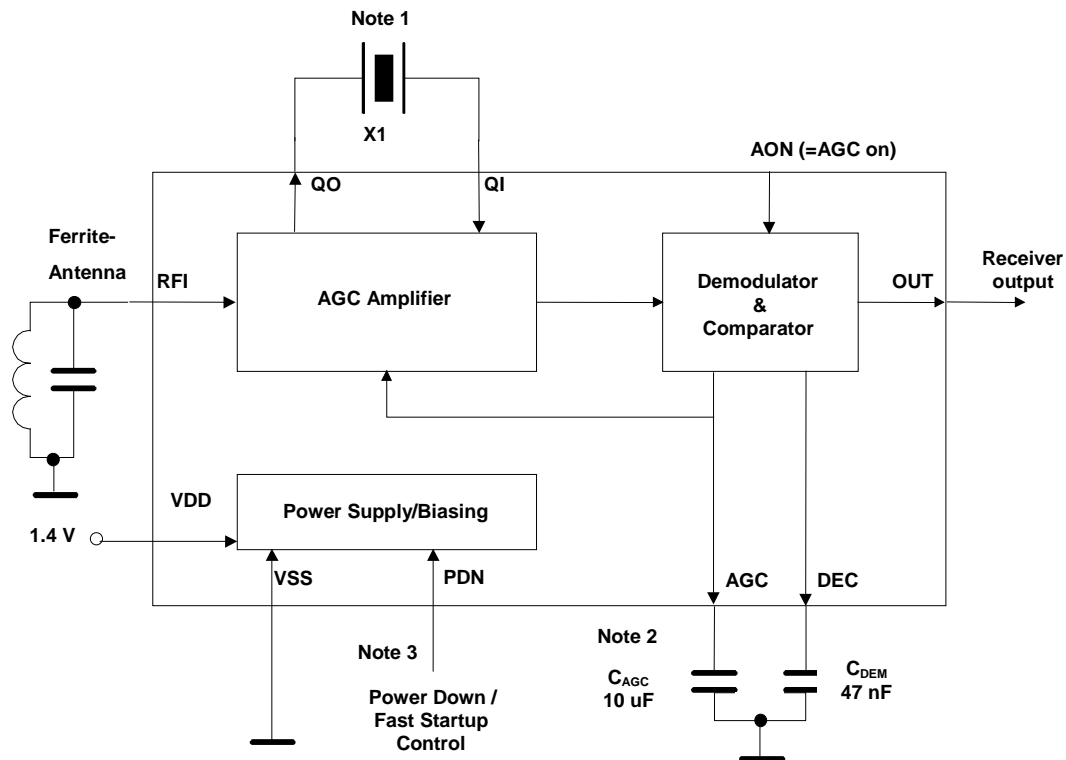 Note 1
X1
AON (=AGC on)
QO
QI
Ferrite-
Antenna
RFI
AGC Amplifier
Demodulator
&
Comparator
OUT
Receiver
output
VDD
1.4 V
Power Supply/Biasing
VSS
PDN
AGC
DEC
Note 3
Power Down /
Fast Startup
Control
Note 2
CAGC
10 uF
CDEM
47 nF